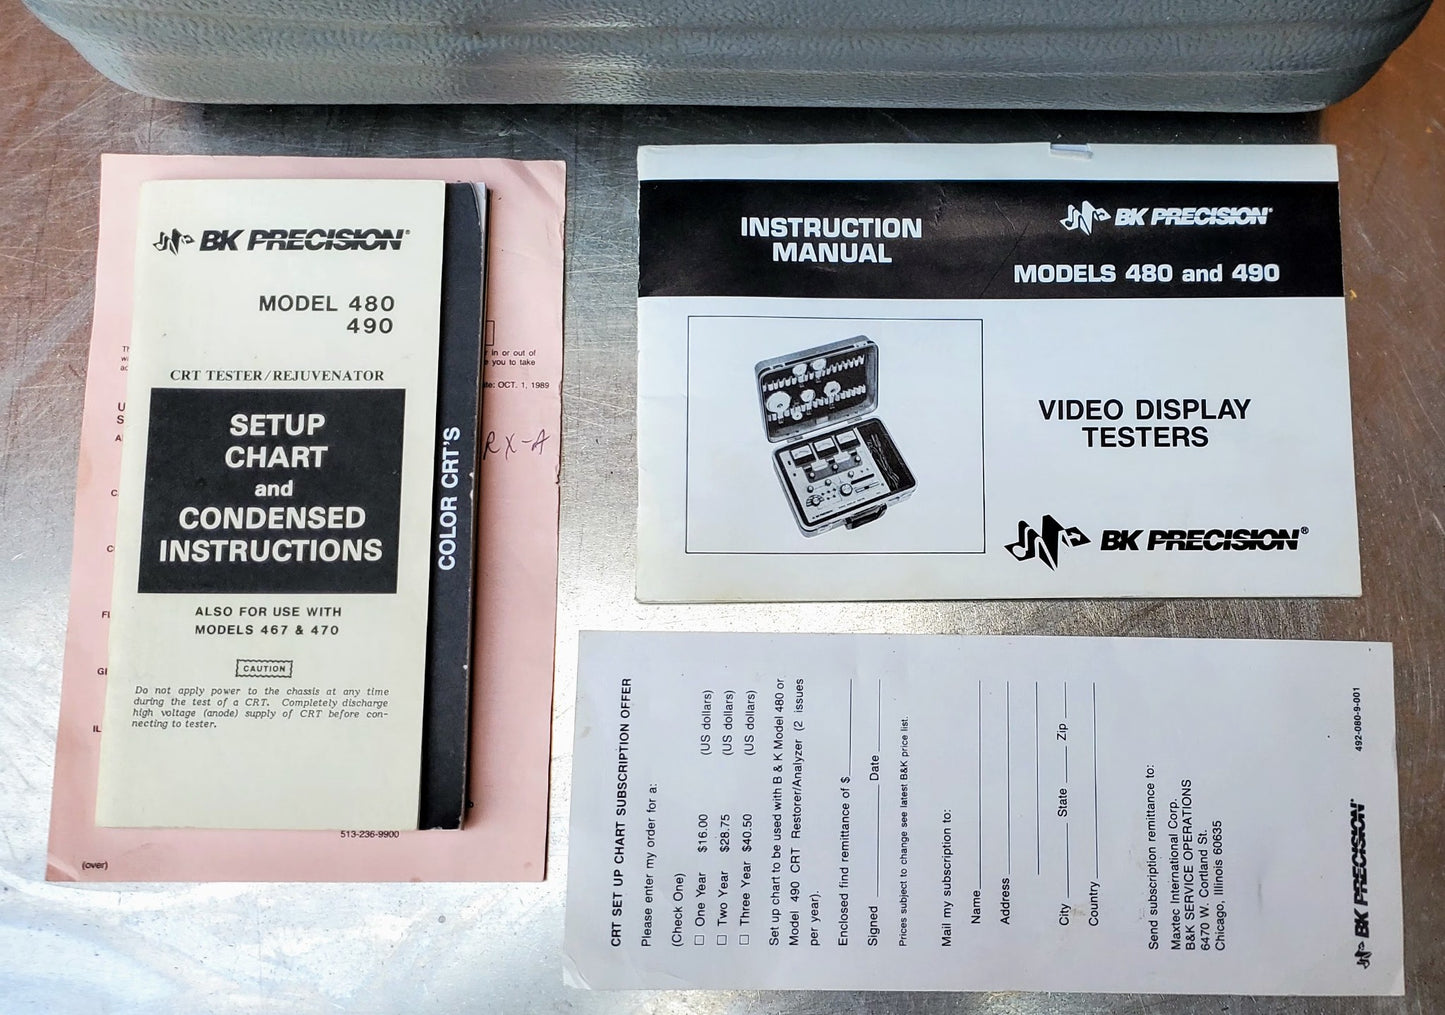 BK PRECISION®
MODEL 480
490
CRT TESTER/REJUVENATOR
SETUP
CHART
and
CONDENSED
INSTRUCTIONS
ALSO FOR USE WITH
MODELS 467 & 470
CAUTION
Do not apply power to the chassis at any time
during the test of a CRT. Completely discharge
high voltage (anode) supply of CRT before con-
necting to tester.
COLOR CRT'S
in or out of
you to take
OCT. 1, 1989
RX-A
513-236-9900
(over)
INSTRUCTION
MANUAL
BK PRECISION®
MODELS 480 and 490
VIDEO DISPLAY
TESTERS
BK PRECISION®
CRT SET UP CHART SUBSCRIPTION OFFER
Please enter my order for a:
(Check One)
One Year $16.00 (US dollars)
Two Year $28.75 (US dollars)
Three Year $40.50 (US dollars)
Set up chart to be used with B & K Model 480 or
Model 490 CRT Restorer/Analyzer (2 issues
per year).
Enclosed find remittance of $
Signed Date
Prices subject to change see latest B&K price list.
Mail my subscription to:
Name
Address
City State Zip
Country
Send subscription remittance to:
Maxtec International Corp.
B&K SERVICE OPERATIONS
6470 W. Cortland St.
Chicago, Illinois 60635
BK PRECISION®
492-080-9-001